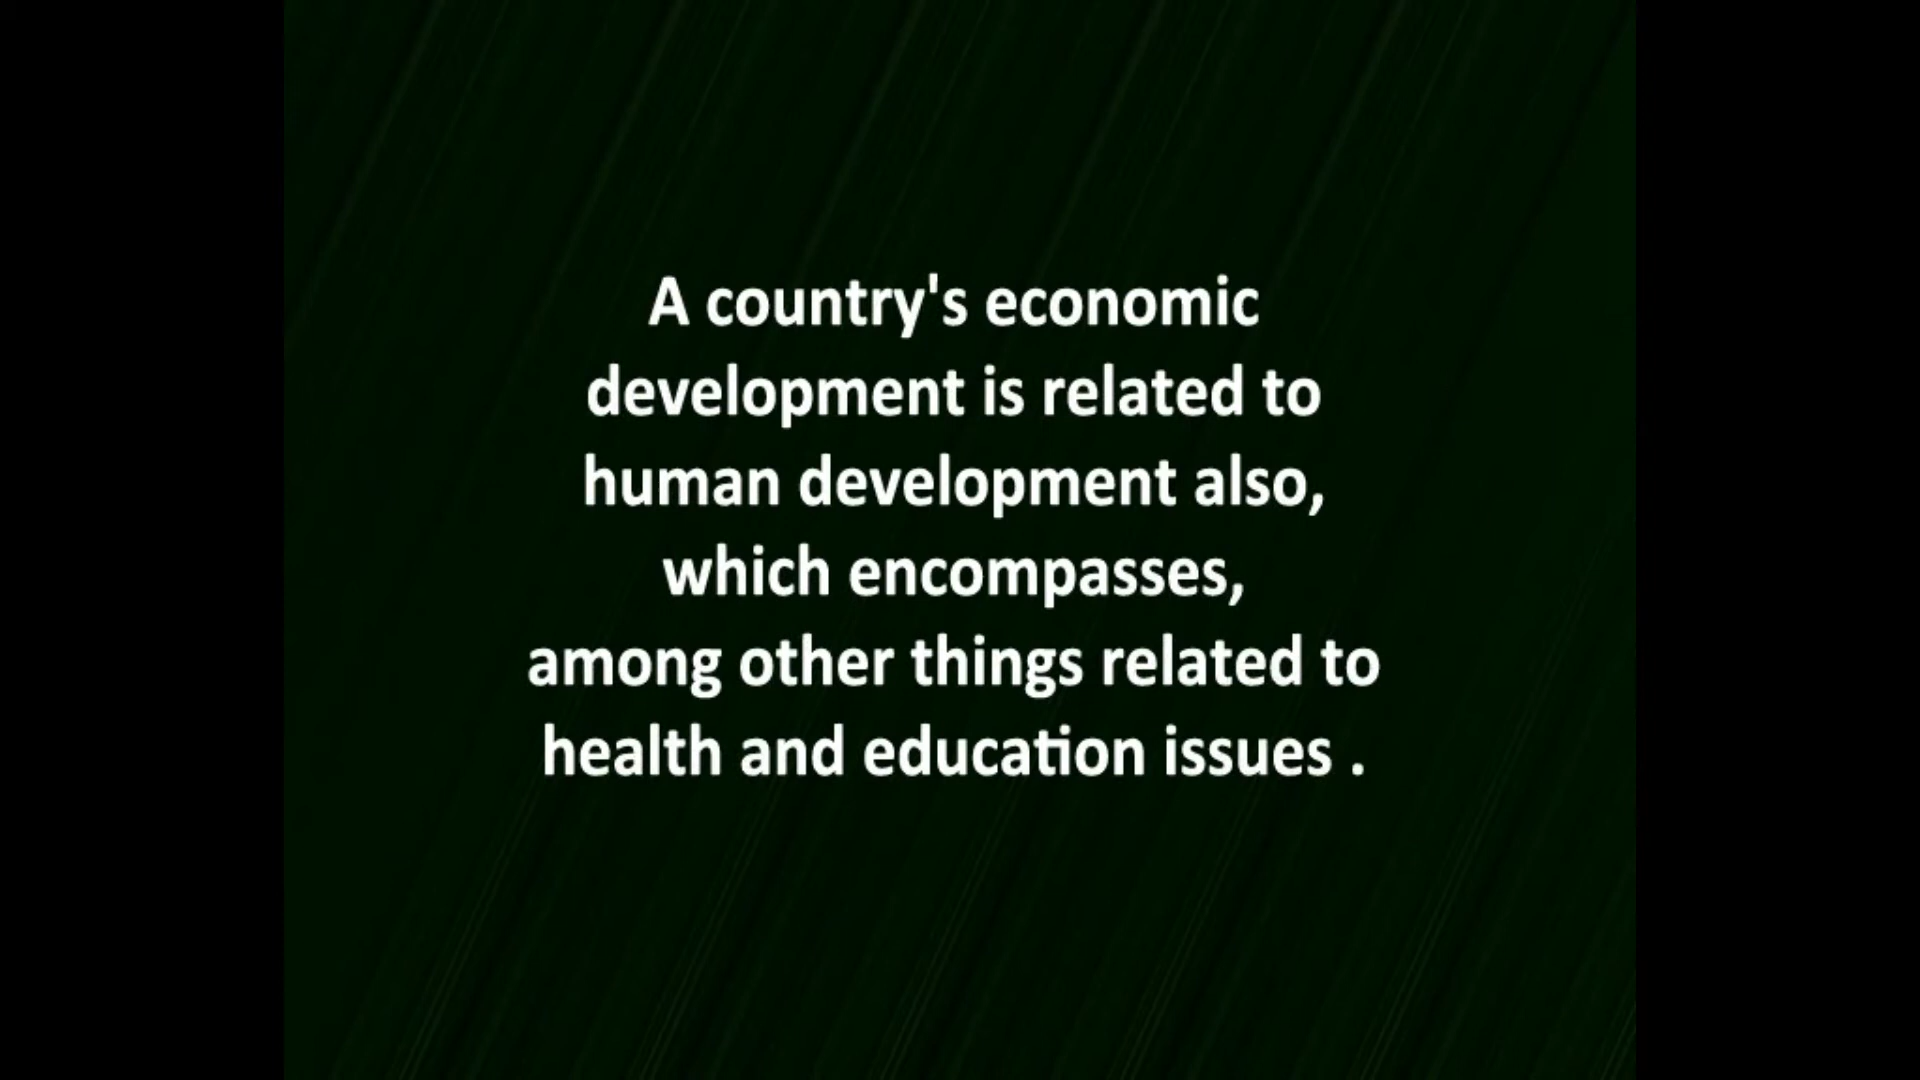 A country's economic
development is related to
human development also,
which encompasses,
among other things related to
health and education issues .